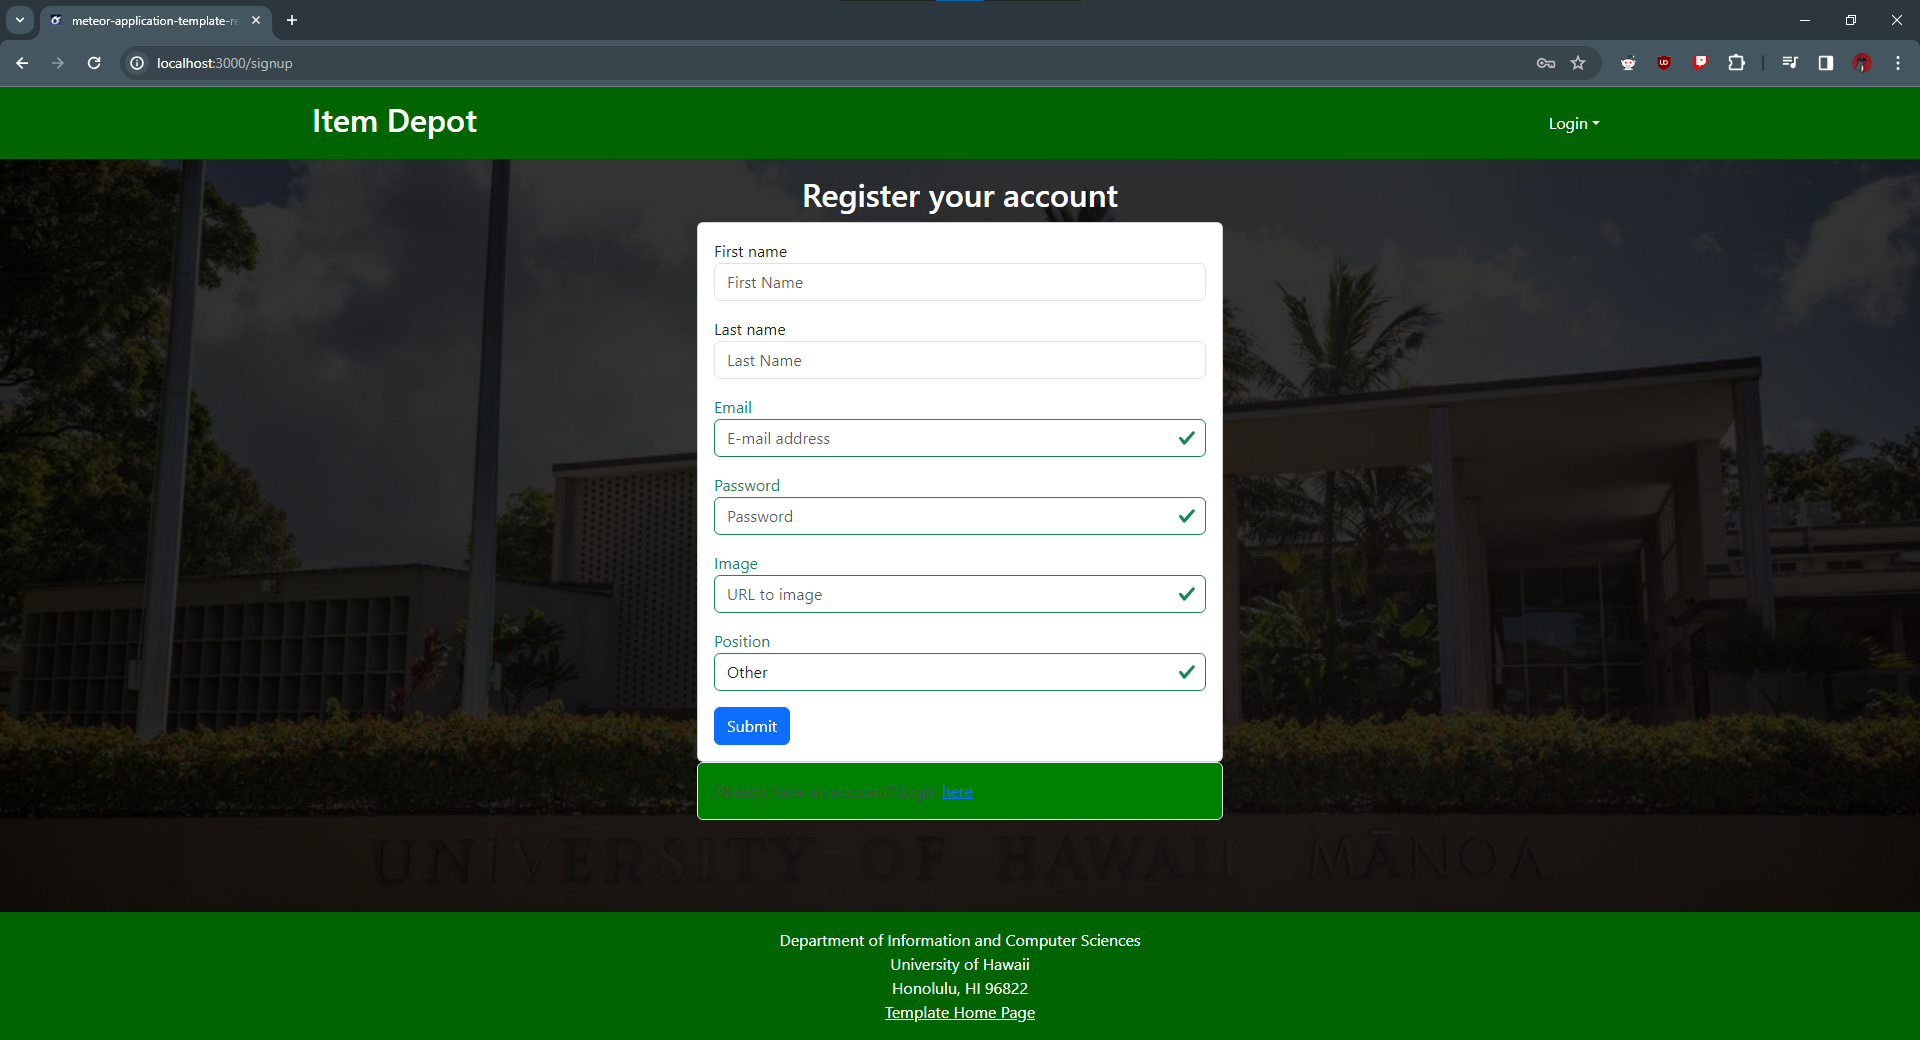 meteor-application-template-re
localhost:3000/signup
Item Depot
Login
Register your account
First name
First Name
Last name
Last Name
Email
E-mail address
Password
Password
Image
URL to image
Position
Other
Submit
Already have an account? Login here
UNIVERSITY OF HAWAII MĀNOA
Department of Information and Computer Sciences
University of Hawaii
Honolulu, HI 96822
Template Home Page